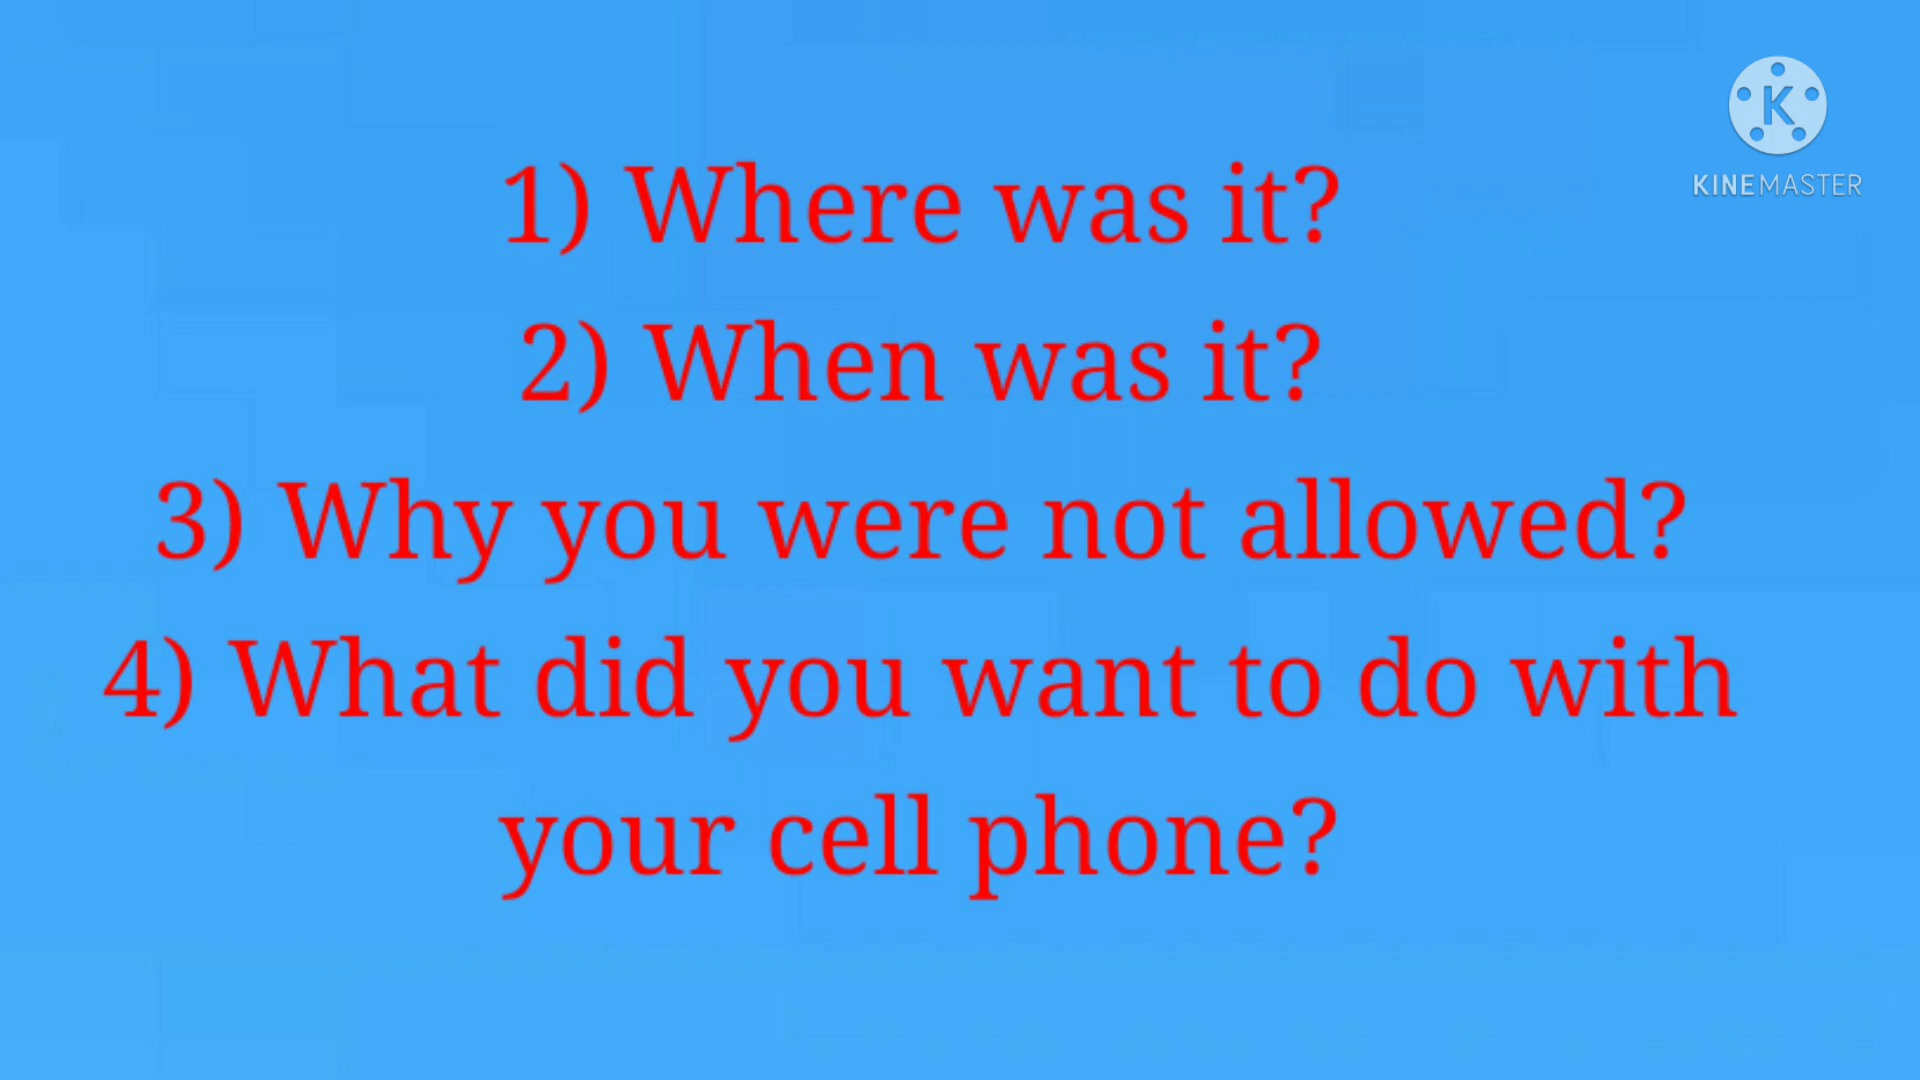 1) Where was it?
2) When was it?
3) Why you were not allowed?
4) What did you want to do with
your cell phone?
K
KINEMASTER